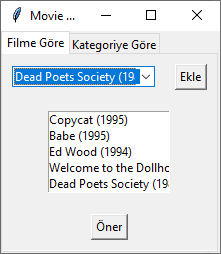 Movie ...
Filme Göre Kategoriye Göre
Dead Poets Society (19 Ekle
Copycat (1995)
Babe (1995)
Ed Wood (1994)
Welcome to the Dollho
Dead Poets Society (198
Öner